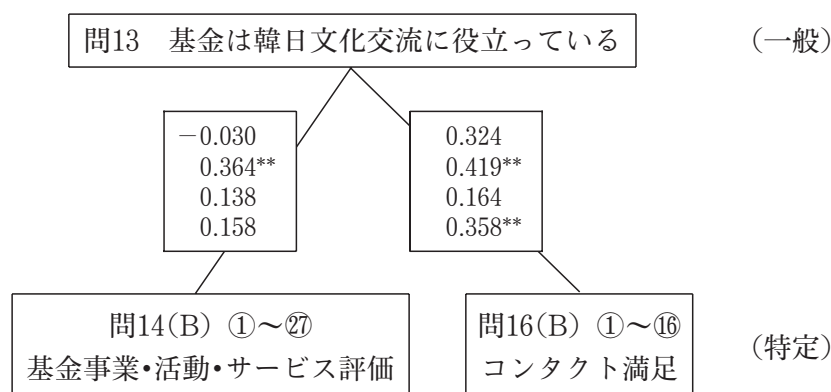 問13　基金は韓日文化交流に役立っている
（一般）
－0.030
0.364**
0.138
0.158
0.324
0.419**
0.164
0.358**
問14(B) ①～㉗
基金事業・活動・サービス評価
問16(B) ①～⑯
コンタクト満足
（特定）